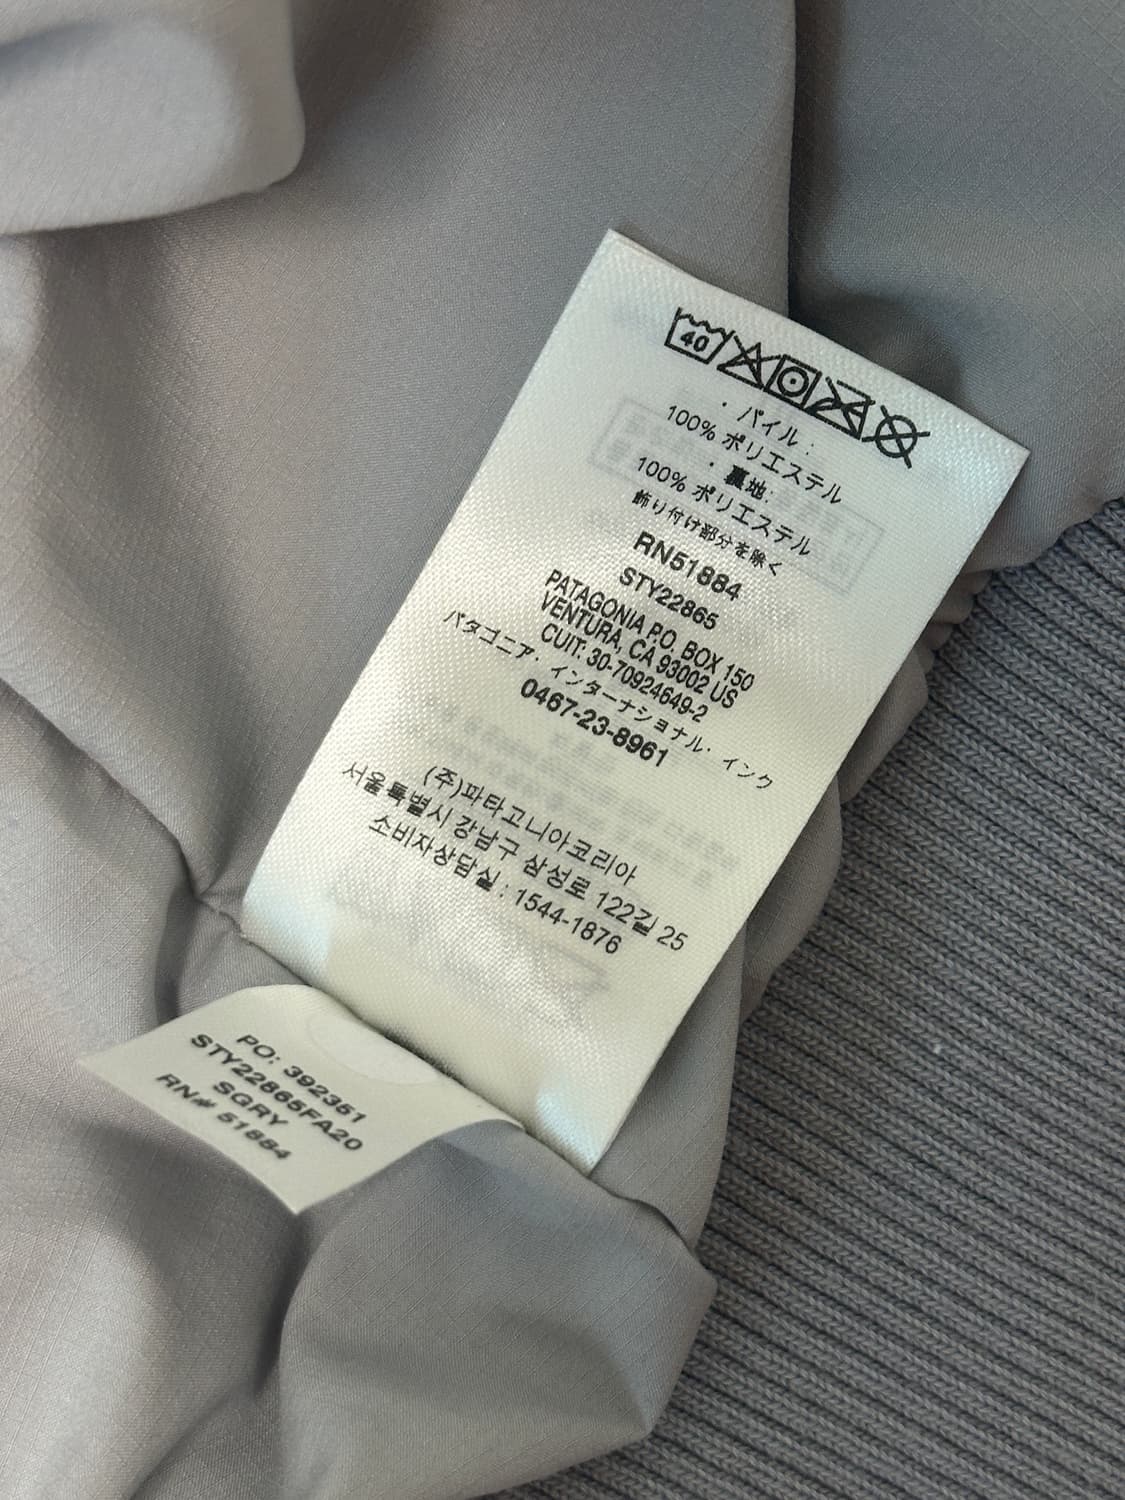 40
・パイル:
100% ポリエステル
・裏地:
100% ポリエステル
飾り付け部分を除く
RN51884
STY22865
PATAGONIA P.O. BOX 150
VENTURA, CA 93002 US
CUIT: 30-70924649-2
パタゴニア・インターナショナル・インク
0467-23-8961
(주)파타고니아코리아
서울특별시 강남구 삼성로 122길 25
소비자상담실 : 1544-1876
PO: 392351
STY22865FA20
SGRY
RN# 51884